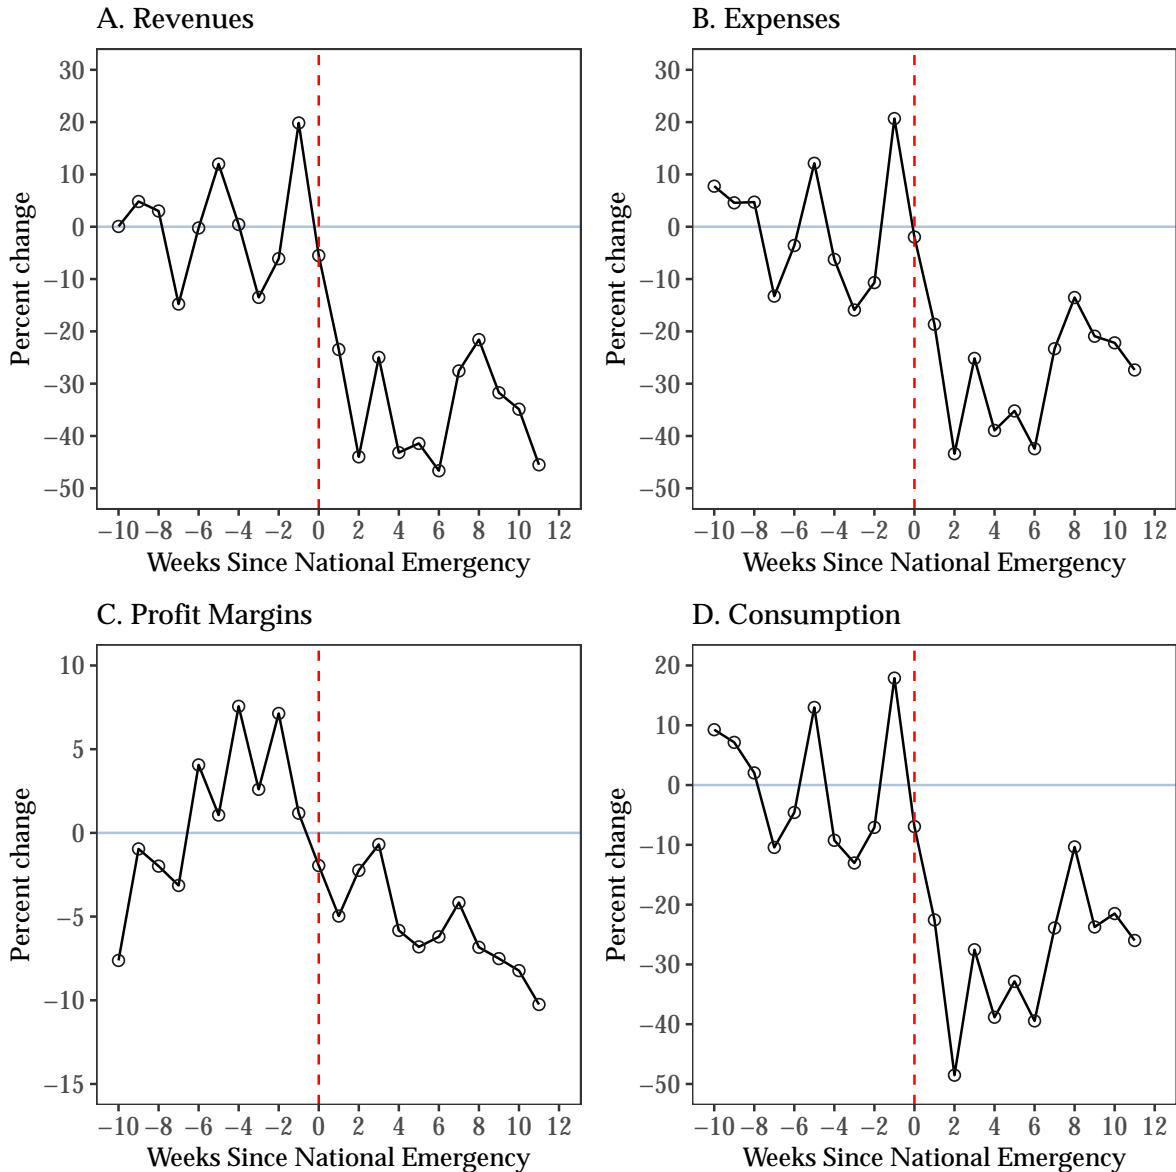 A. Revenues
30
20
10
0
−10
−20
−30
−40
−50
Percent change
−10 −8 −6 −4 −2 0 2 4 6 8 10 12
Weeks Since National Emergency
B. Expenses
30
20
10
0
−10
−20
−30
−40
−50
Percent change
−10 −8 −6 −4 −2 0 2 4 6 8 10 12
Weeks Since National Emergency
C. Profit Margins
10
5
0
−5
−10
−15
Percent change
−10 −8 −6 −4 −2 0 2 4 6 8 10 12
Weeks Since National Emergency
D. Consumption
20
10
0
−10
−20
−30
−40
−50
Percent change
−10 −8 −6 −4 −2 0 2 4 6 8 10 12
Weeks Since National Emergency